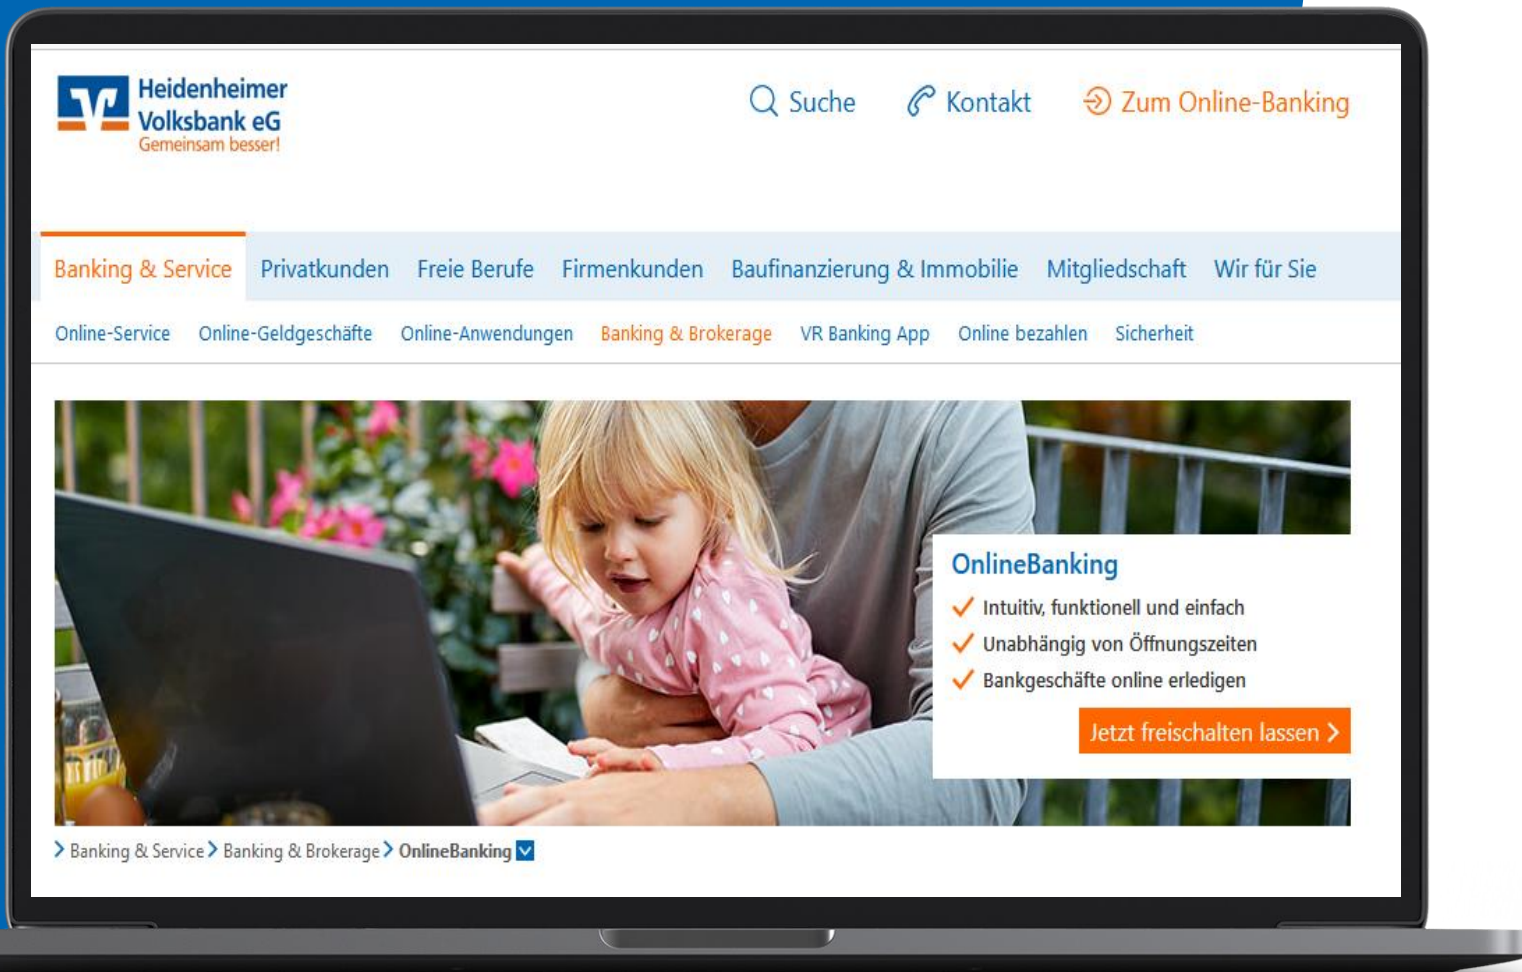 Heidenheimer
Volksbank eG
Gemeinsam besser!
Suche Kontakt Zum Online-Banking
Banking & Service Privatkunden Freie Berufe Firmenkunden Baufinanzierung & Immobilie Mitgliedschaft Wir für Sie
Online-Service Online-Geldgeschäfte Online-Anwendungen Banking & Brokerage VR Banking App Online bezahlen Sicherheit
OnlineBanking
Intuitiv, funktionell und einfach
Unabhängig von Öffnungszeiten
Bankgeschäfte online erledigen
Jetzt freischalten lassen
Banking & Service Banking & Brokerage OnlineBanking